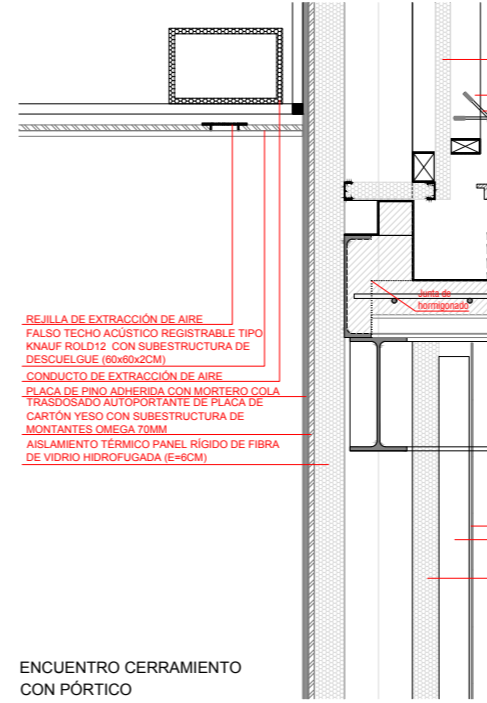 Junta de
hormigonado
REJILLA DE EXTRACCIÓN DE AIRE
FALSO TECHO ACÚSTICO REGISTRABLE TIPO
KNAUF ROLD12 CON SUBESTRUCTURA DE
DESCUELGUE (60x60x2CM)
CONDUCTO DE EXTRACCIÓN DE AIRE
PLACA DE PINO ADHERIDA CON MORTERO COLA
TRASDOSADO AUTOPORTANTE DE PLACA DE
CARTÓN YESO CON SUBESTRUCTURA DE
MONTANTES OMEGA 70MM
AISLAMIENTO TÉRMICO PANEL RÍGIDO DE FIBRA
DE VIDRIO HIDROFUGADA (E=6CM)
ENCUENTRO CERRAMIENTO
CON PÓRTICO